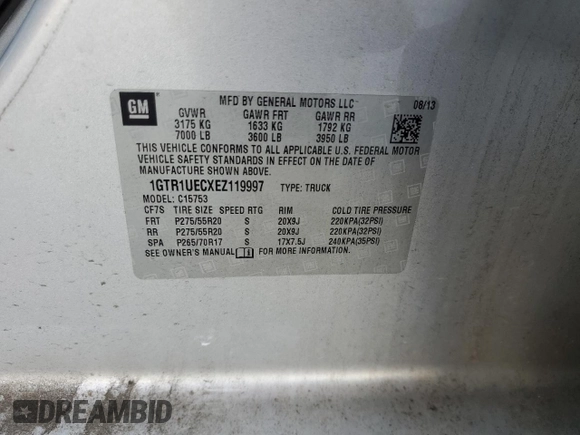 GM
MFD BY GENERAL MOTORS LLC 08/13
GVWR GAWR FRT GAWR RR
3175 KG 1633 KG 1792 KG
7000 LB 3600 LB 3950 LB
THIS VEHICLE CONFORMS TO ALL APPLICABLE U.S. FEDERAL MOTOR
VEHICLE SAFETY STANDARDS IN EFFECT ON THE DATE OF
MANUFACTURE SHOWN ABOVE.
1GTR1UECXEZ119997 TYPE: TRUCK
MODEL: C15753
CF7S TIRE SIZE SPEED RTG RIM COLD TIRE PRESSURE
FRT P275/55R20 S 20X9J 220KPA(32PSI)
RR P275/55R20 S 20X9J 220KPA(32PSI)
SPA P265/70R17 S 17X7.5J 240KPA(35PSI)
SEE OWNER'S MANUAL FOR MORE INFORMATION.
DREAMBID